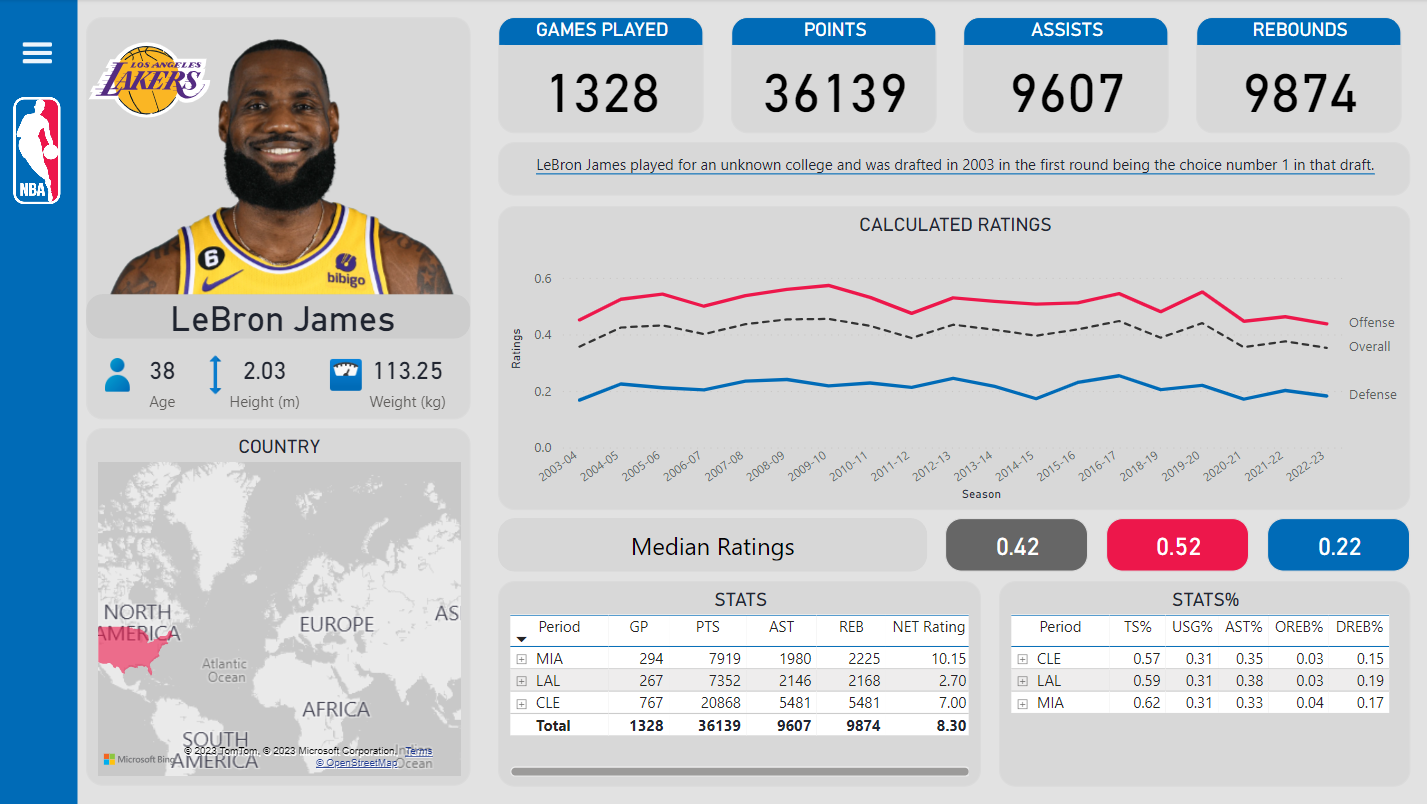 LOS ANGELES
LAKERS
NBA
6
bibigo
LeBron James
38
2.03
113.25
Age
Height (m)
Weight (kg)
COUNTRY
NORTH
AMERICA
EUROPE
AS
Atlantic
Ocean
AFRICA
SOUTH
AMERICA
© 2023 TomTom, © 2023 Microsoft Corporation, Terms
Microsoft Bing
© OpenStreetMap
Ocean
GAMES PLAYED
1328
POINTS
36139
ASSISTS
9607
REBOUNDS
9874
LeBron James played for an unknown college and was drafted in 2003 in the first round being the choice number 1 in that draft.
CALCULATED RATINGS
Ratings
0.6
0.4
0.2
0.0
Offense
Overall
Defense
2003-04 2004-05 2005-06 2006-07 2007-08 2008-09 2009-10 2010-11 2011-12 2012-13 2013-14 2014-15 2015-16 2016-17 2018-19 2019-20 2020-21 2021-22 2022-23
Season
Median Ratings
0.42
0.52
0.22
STATS
Period GP PTS AST REB NET Rating
MIA 294 7919 1980 2225 10.15
LAL 267 7352 2146 2168 2.70
CLE 767 20868 5481 5481 7.00
Total 1328 36139 9607 9874 8.30
STATS%
Period TS% USG% AST% OREB% DREB%
CLE 0.57 0.31 0.35 0.03 0.15
LAL 0.59 0.31 0.38 0.03 0.19
MIA 0.62 0.31 0.33 0.04 0.17